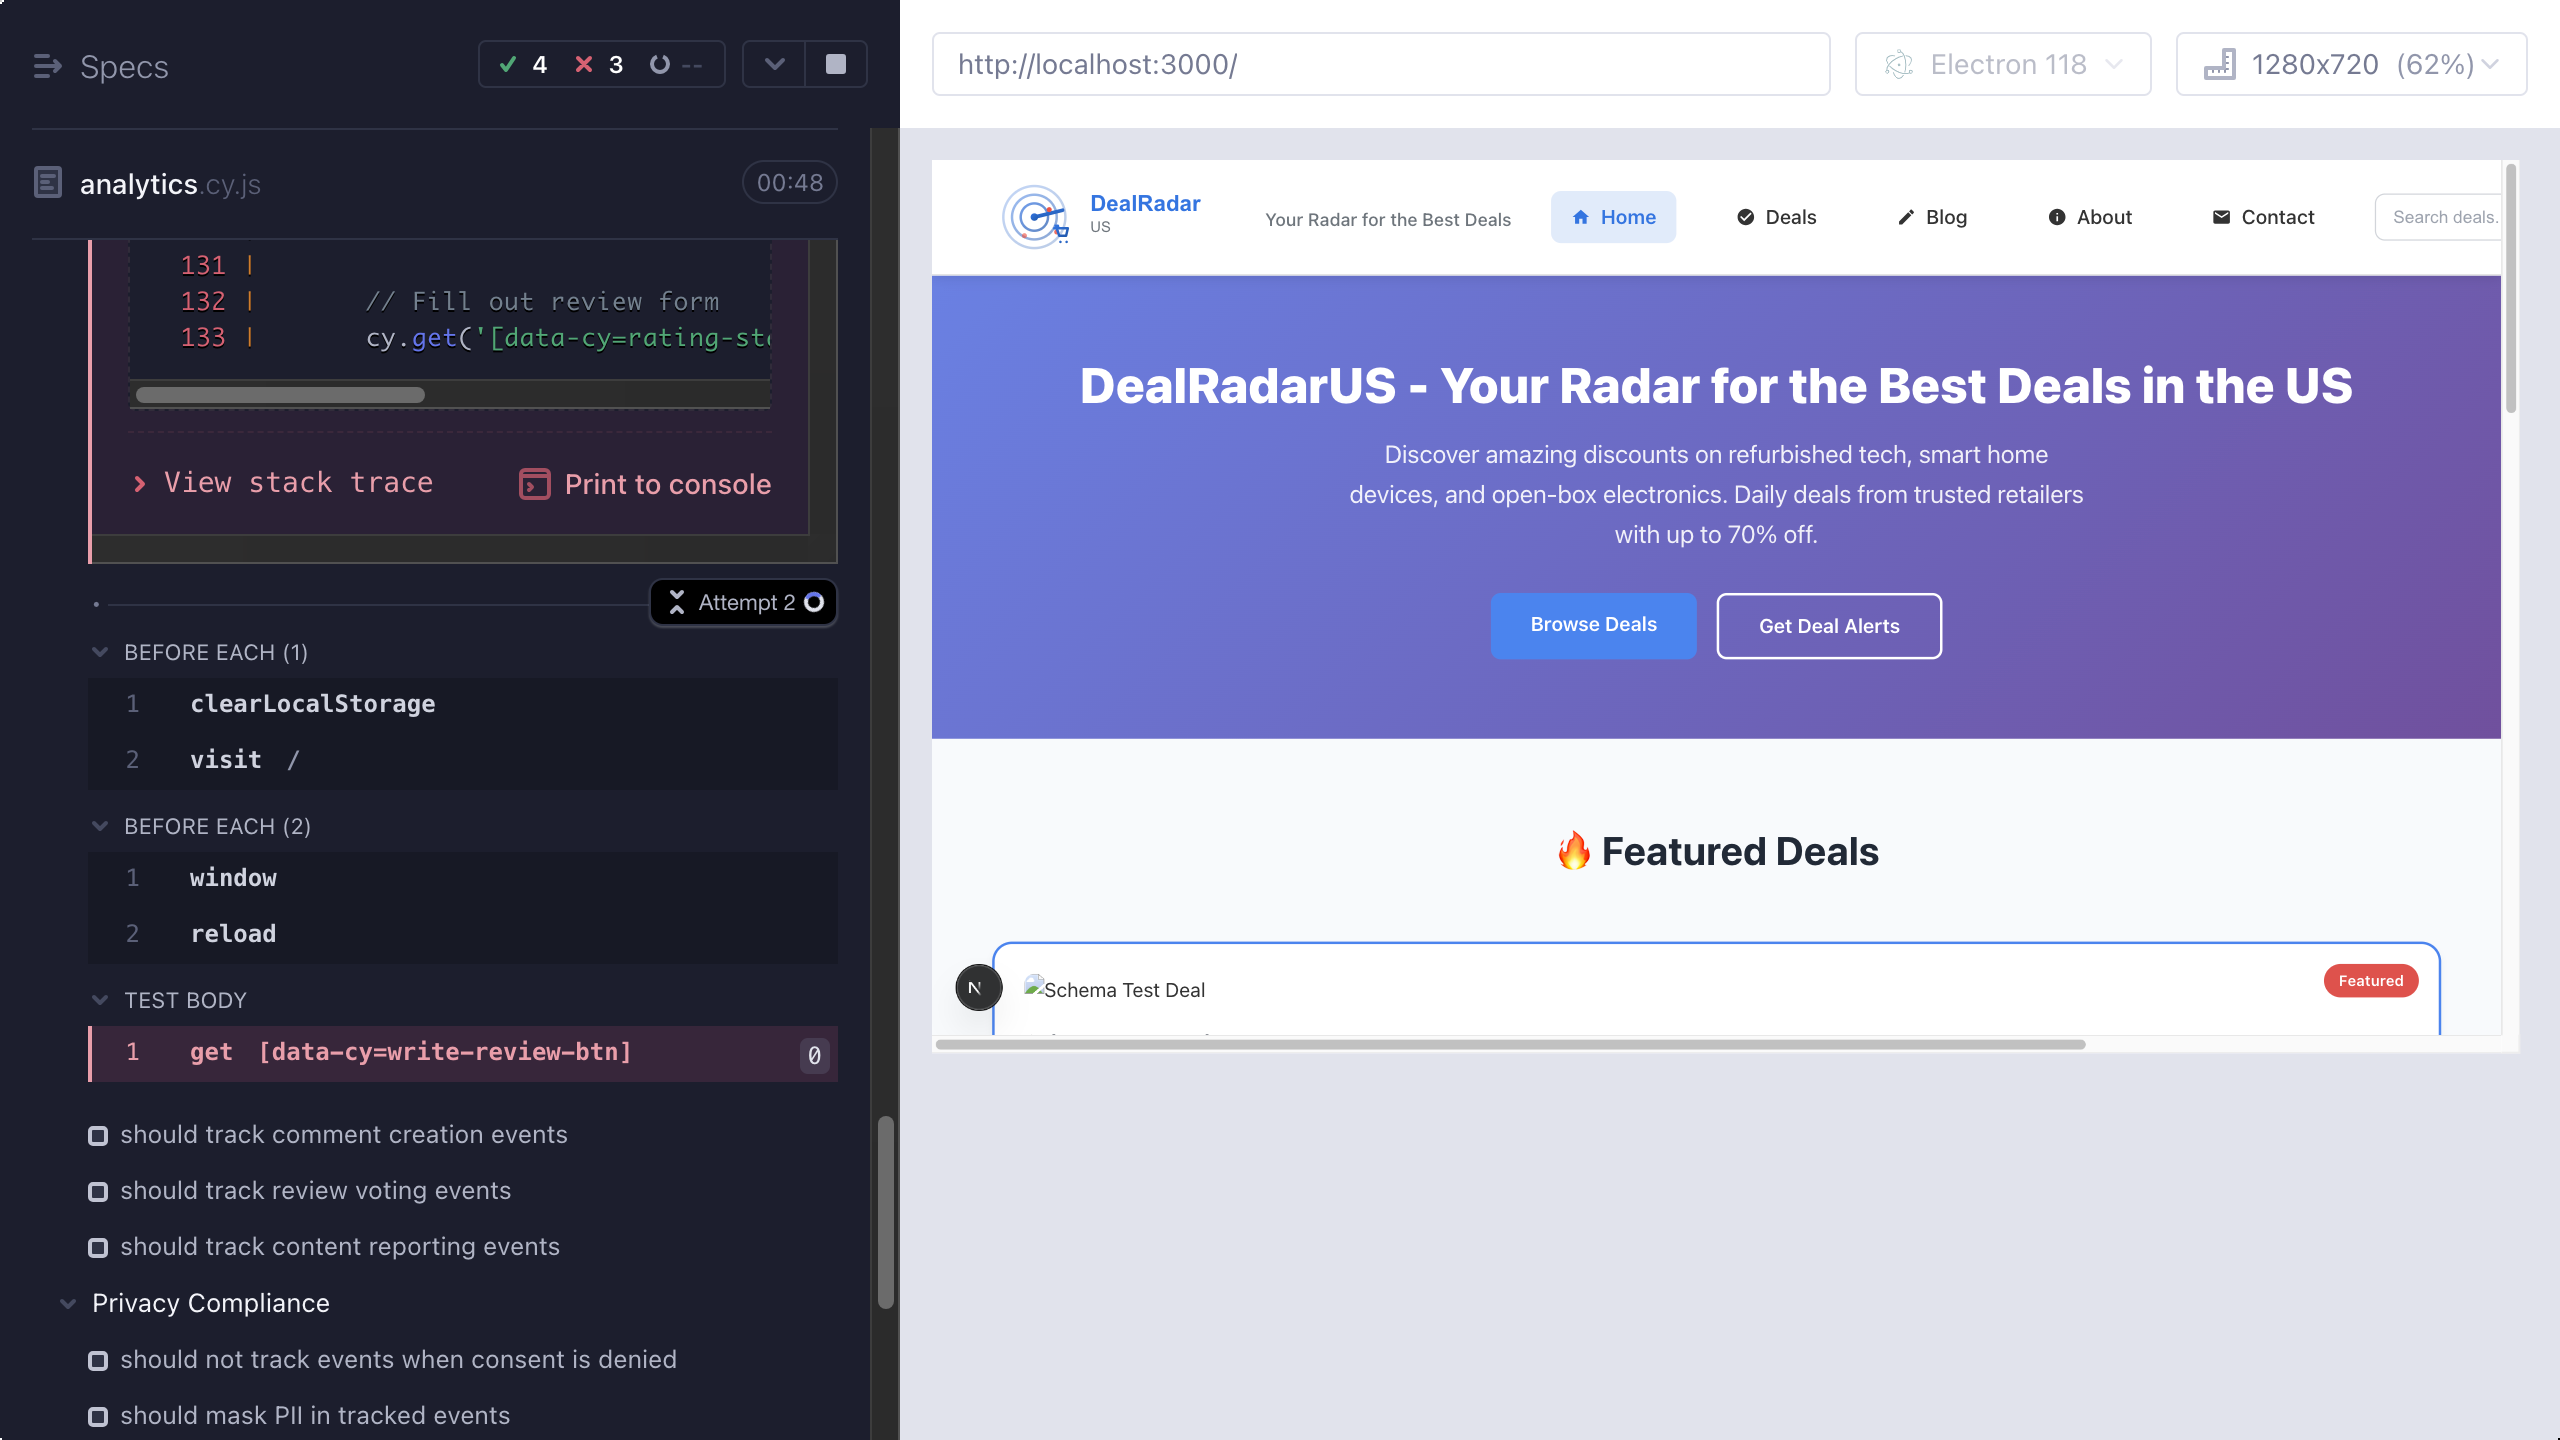 Specs
4
3
--
analytics.cy.js
00:48
131 |
132 | // Fill out review form
133 | cy.get('[data-cy=rating-sta
View stack trace
Print to console
Attempt 2
BEFORE EACH (1)
1 clearLocalStorage
2 visit /
BEFORE EACH (2)
1 window
2 reload
TEST BODY
1 get [data-cy=write-review-btn] 0
should track comment creation events
should track review voting events
should track content reporting events
Privacy Compliance
should not track events when consent is denied
should mask PII in tracked events
http://localhost:3000/
Electron 118
1280x720 (62%)
DealRadar
US
Your Radar for the Best Deals
Home
Deals
Blog
About
Contact
Search deals.
DealRadarUS - Your Radar for the Best Deals in the US
Discover amazing discounts on refurbished tech, smart home
devices, and open-box electronics. Daily deals from trusted retailers
with up to 70% off.
Browse Deals
Get Deal Alerts
🔥 Featured Deals
N
Schema Test Deal
Featured